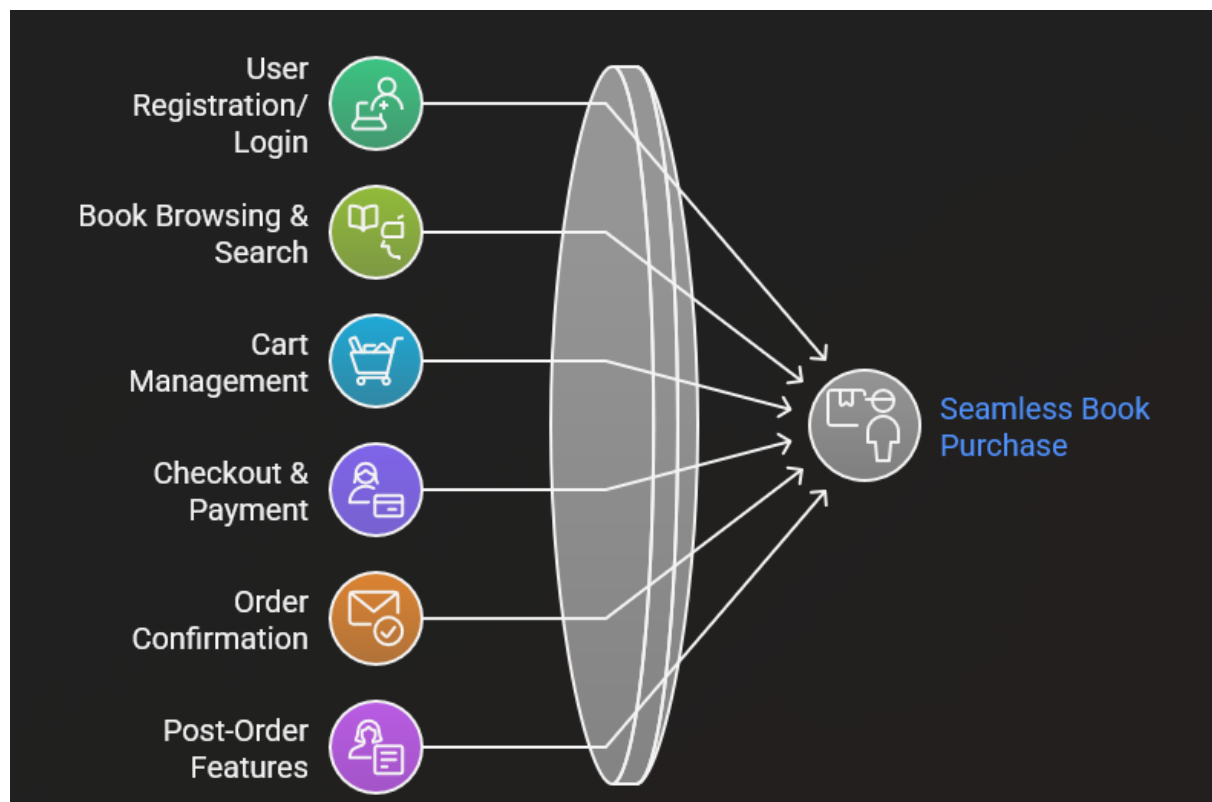 User
Registration/
Login
Book Browsing &
Search
Cart
Management
Checkout &
Payment
Order
Confirmation
Post-Order
Features
Seamless Book
Purchase